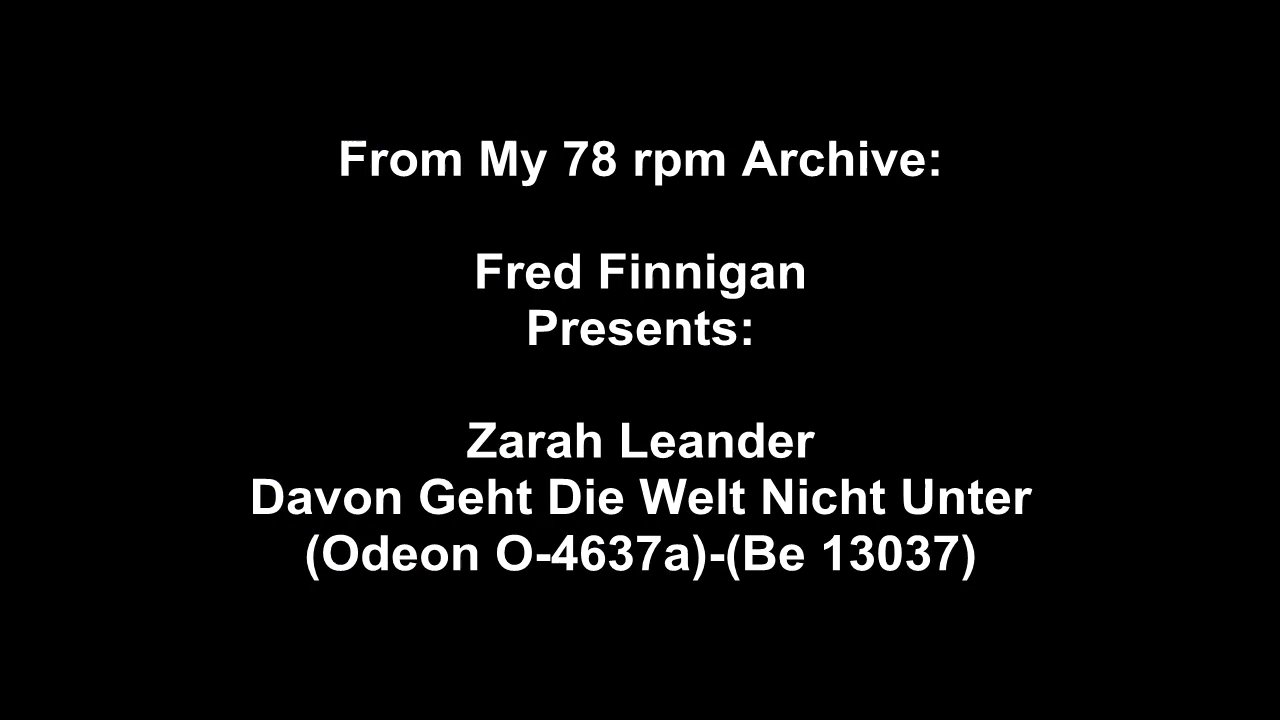 From My 78 rpm Archive:
Fred Finnigan
Presents:
Zarah Leander
Davon Geht Die Welt Nicht Unter
(Odeon O-4637a)-(Be 13037)